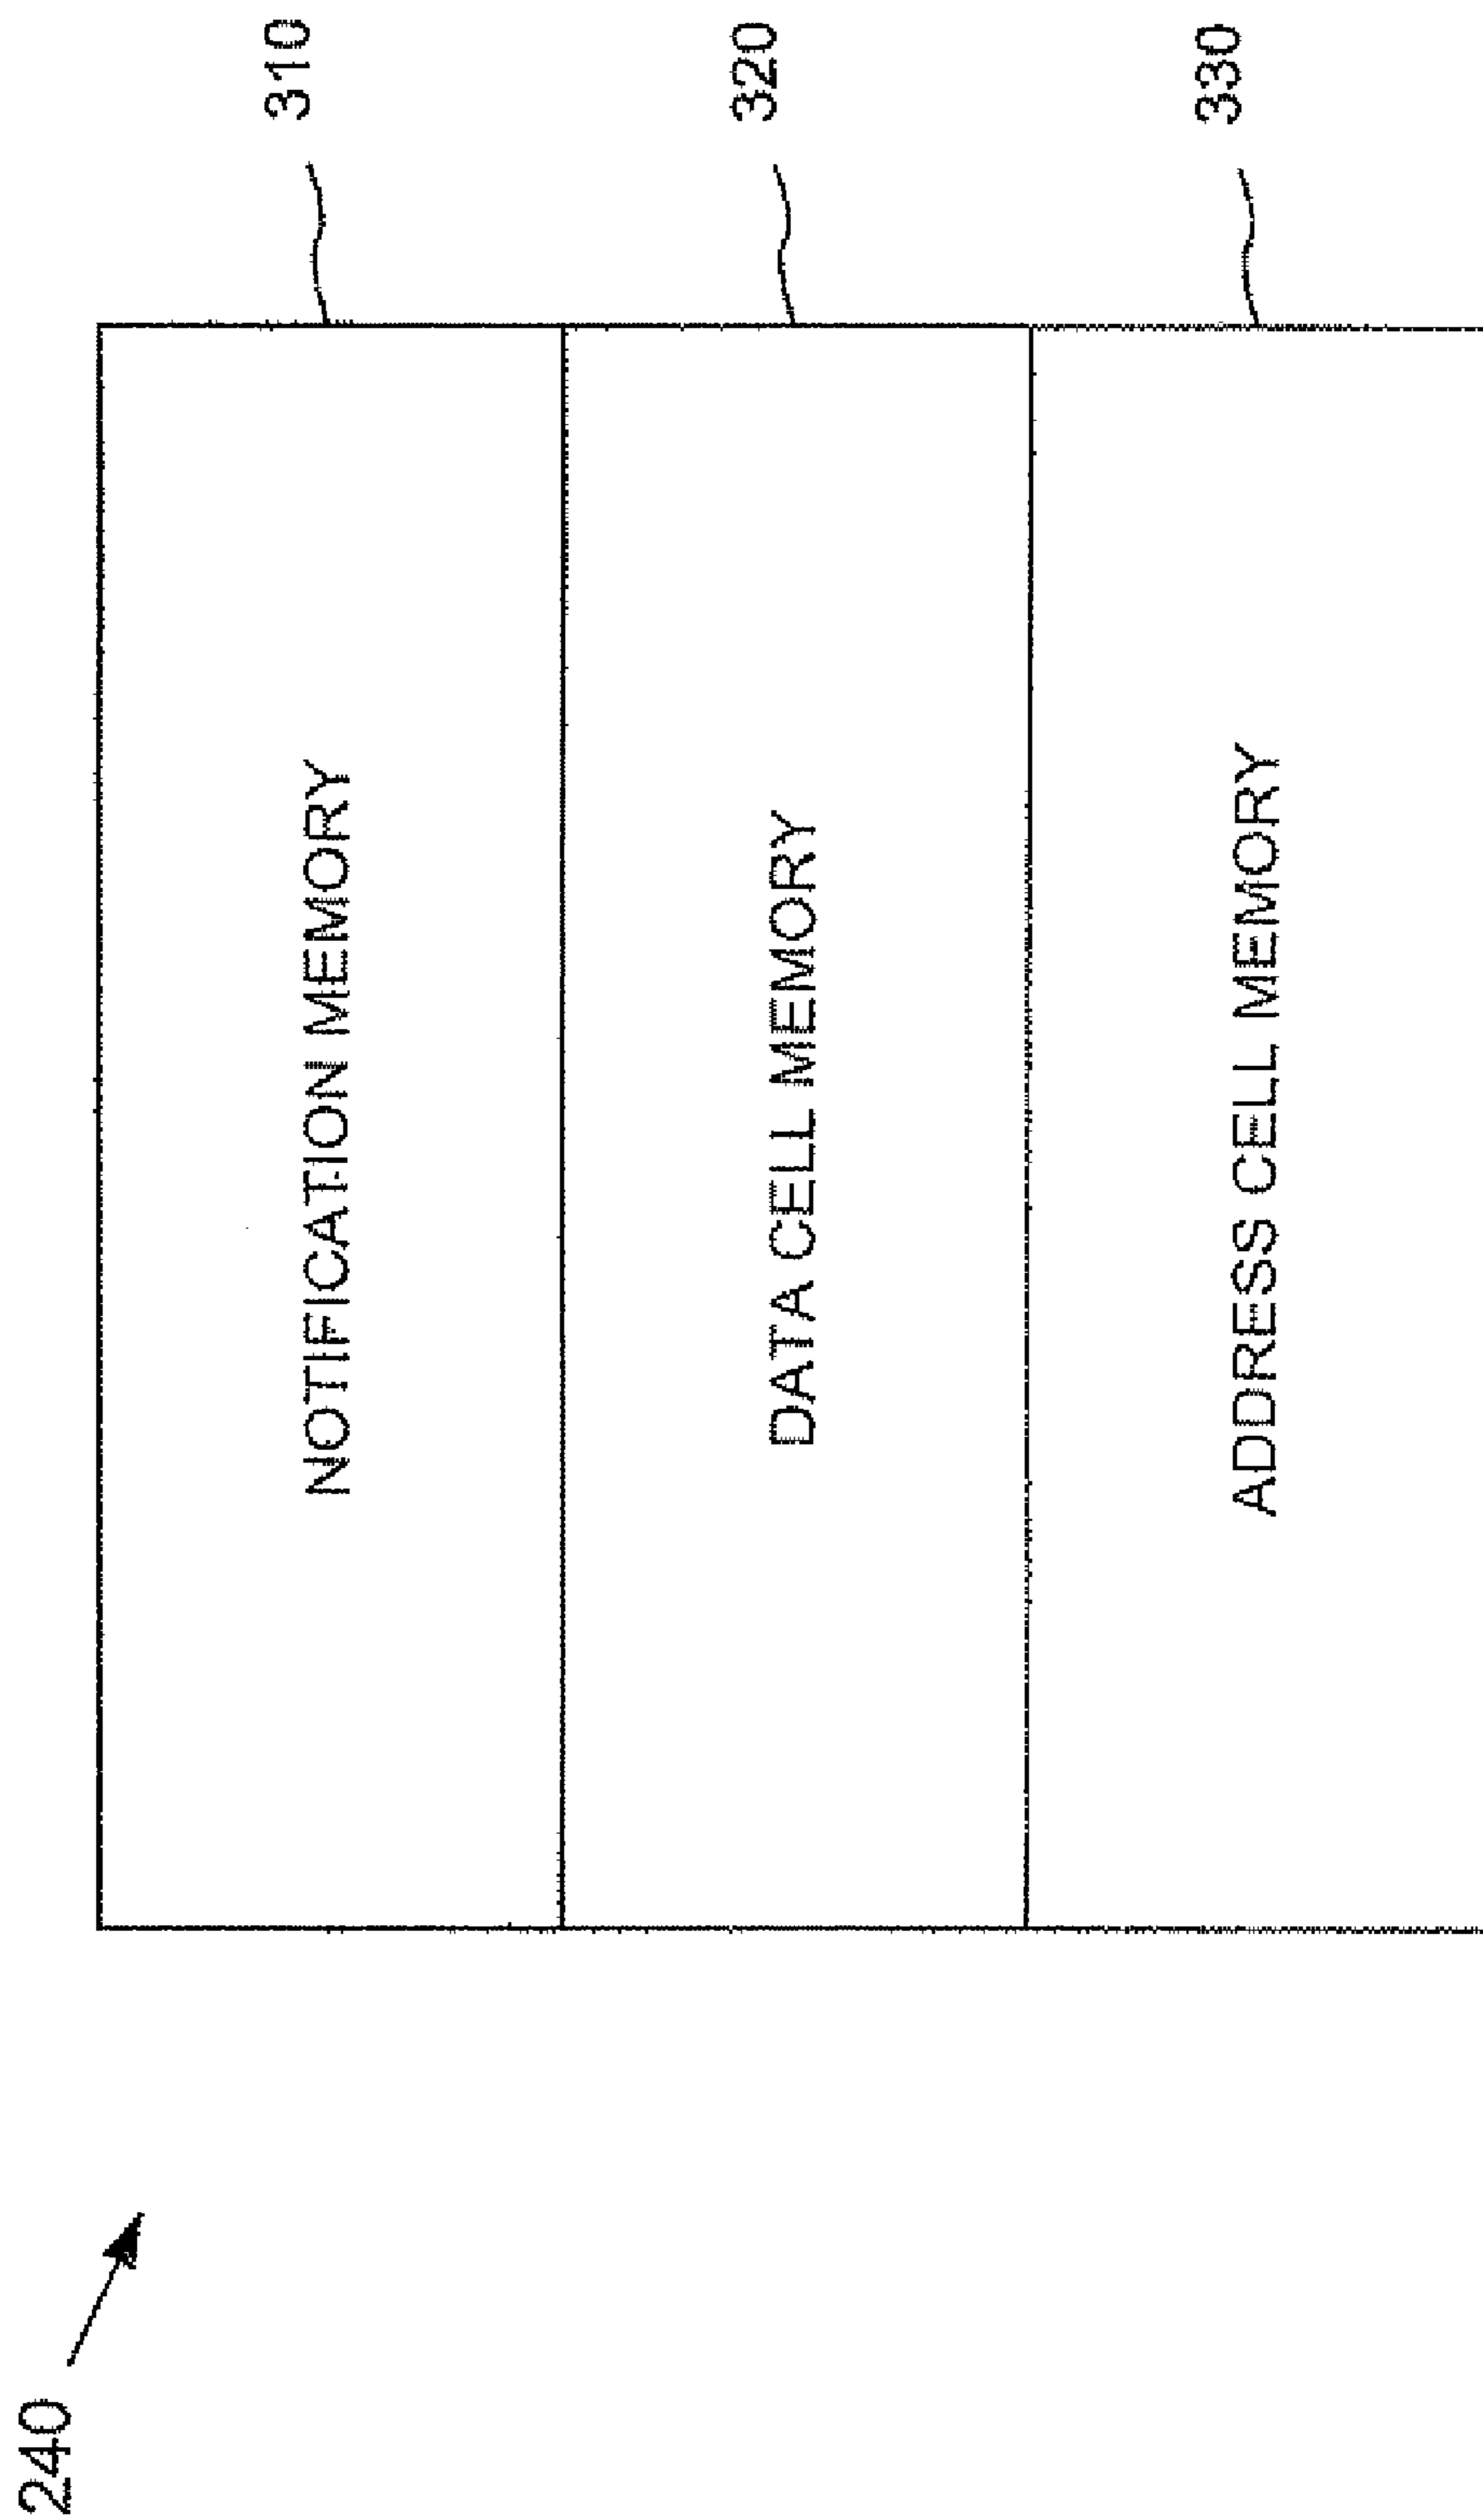 240
NOTIFICATION MEMORY
310
DATA CELL MEMORY
320
ADDRESS CELL MEMORY
330